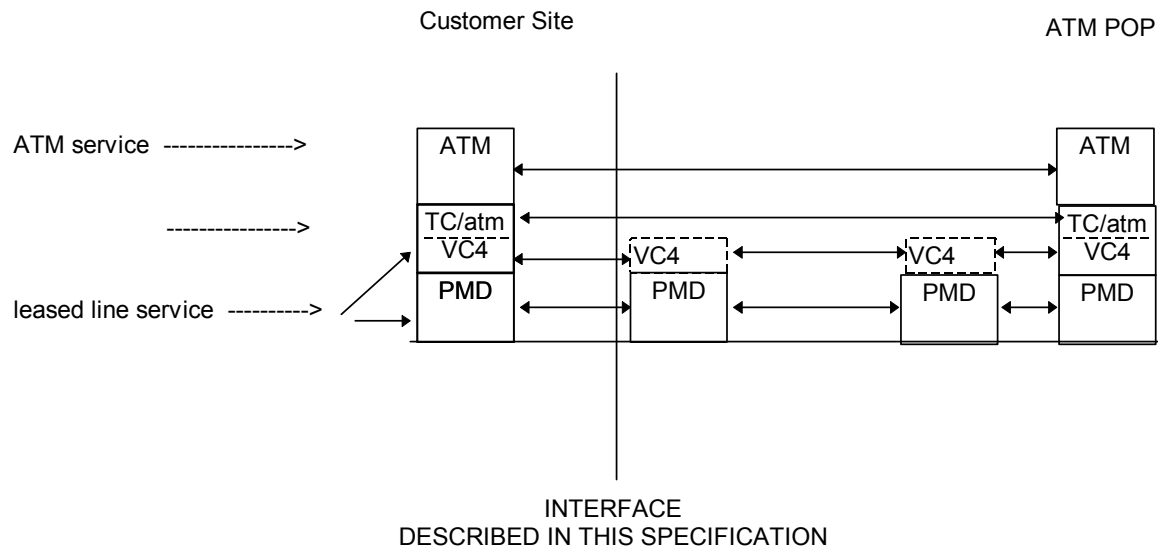 Customer Site
ATM POP
ATM service ---------------->
ATM
ATM
---------------->
TC/atm
TC/atm
VC4
VC4
VC4
VC4
leased line service ---------->
PMD
PMD
PMD
PMD
INTERFACE
DESCRIBED IN THIS SPECIFICATION